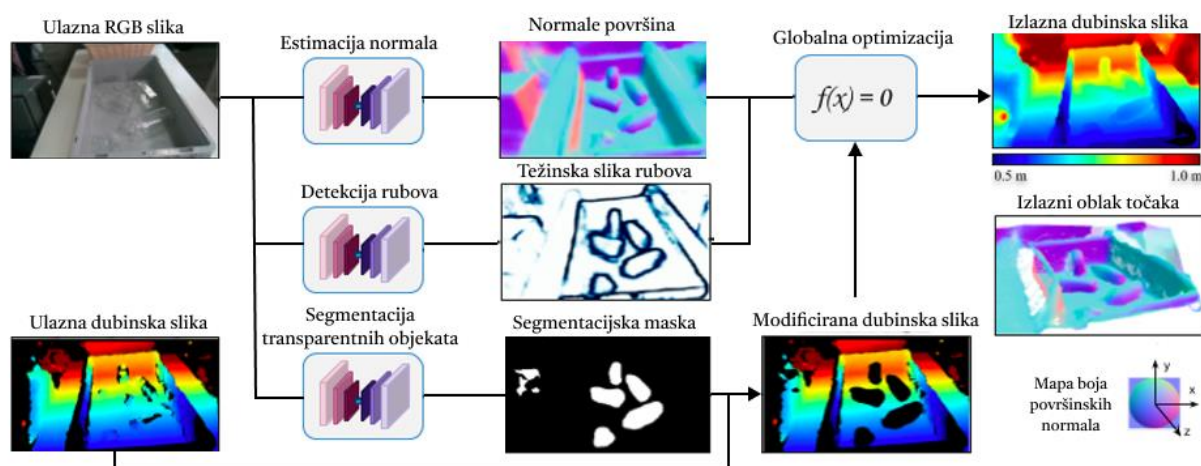 Ulazna RGB slika
Estimacija normala
Normale površina
Globalna optimizacija
Izlazna dubinska slika
f(x) = 0
0.5 m
1.0 m
Detekcija rubova
Težinska slika rubova
Izlazni oblak točaka
Ulazna dubinska slika
Segmentacija
transparentnih objekata
Segmentacijska maska
Modificirana dubinska slika
Mapa boja
površinskih
normala
y
x
z